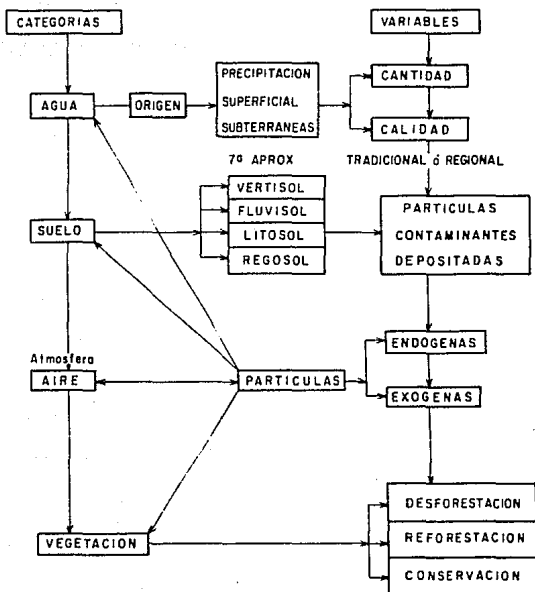 CATEGORIAS
VARIABLES
PRECIPITACION
SUPERFICIAL
SUBTERRANEAS
CANTIDAD
AGUA
ORIGEN
CALIDAD
7ª APROX
TRADICIONAL ó REGIONAL
VERTISOL
FLUVISOL
LITOSOL
REGOSOL
SUELO
PARTICULAS
CONTAMINANTES
DEPOSITADAS
ENDOGENAS
Atmosfera
AIRE
PARTICULAS
EXOGENAS
DESFORESTACION
VEGETACION
REFORESTACION
CONSERVACION